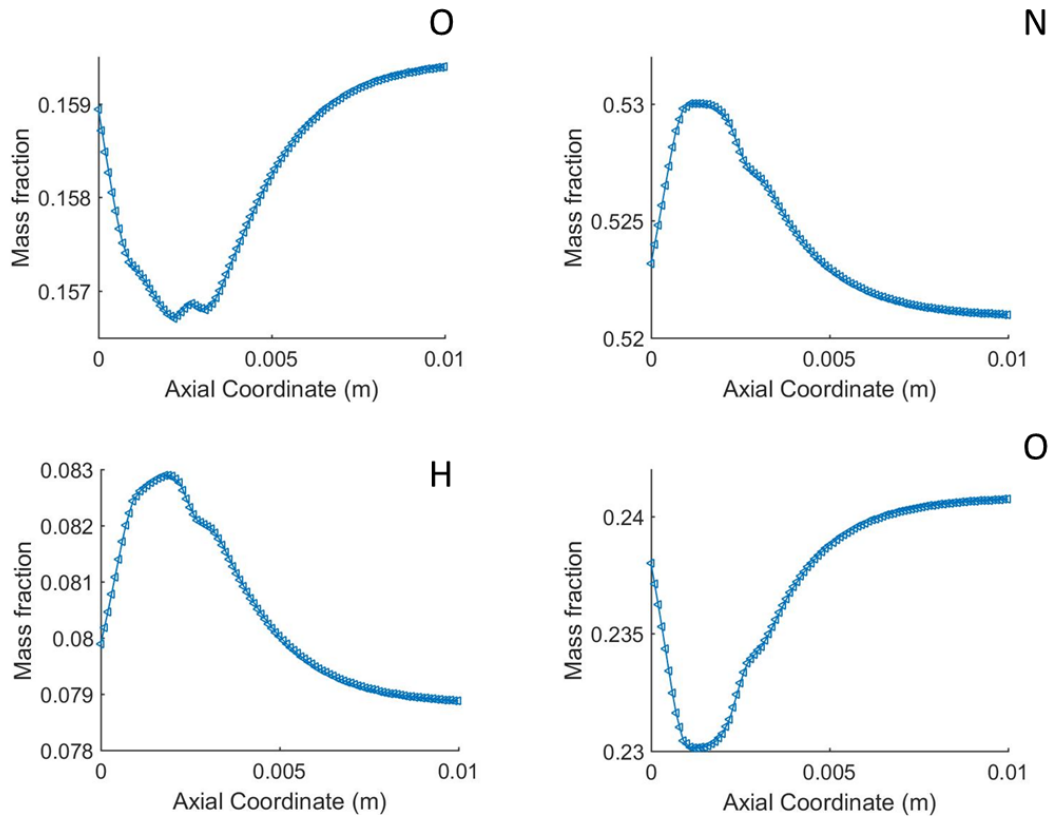 O
0.159
0.158
0.157
Mass fraction
0
0.005
0.01
Axial Coordinate (m)
N
0.53
0.525
0.52
Mass fraction
0
0.005
0.01
Axial Coordinate (m)
H
0.083
0.082
0.081
0.08
0.079
0.078
Mass fraction
0
0.005
0.01
Axial Coordinate (m)
O
0.24
0.235
0.23
Mass fraction
0
0.005
0.01
Axial Coordinate (m)